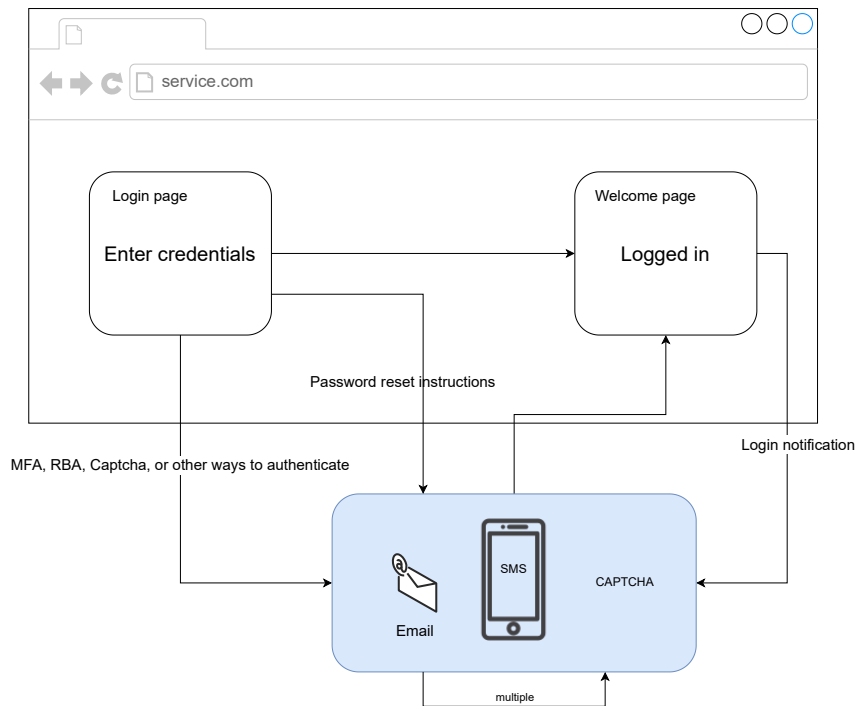 service.com
Login page
Enter credentials
Welcome page
Logged in
Password reset instructions
Login notification
MFA, RBA, Captcha, or other ways to authenticate
@
SMS
CAPTCHA
Email
multiple